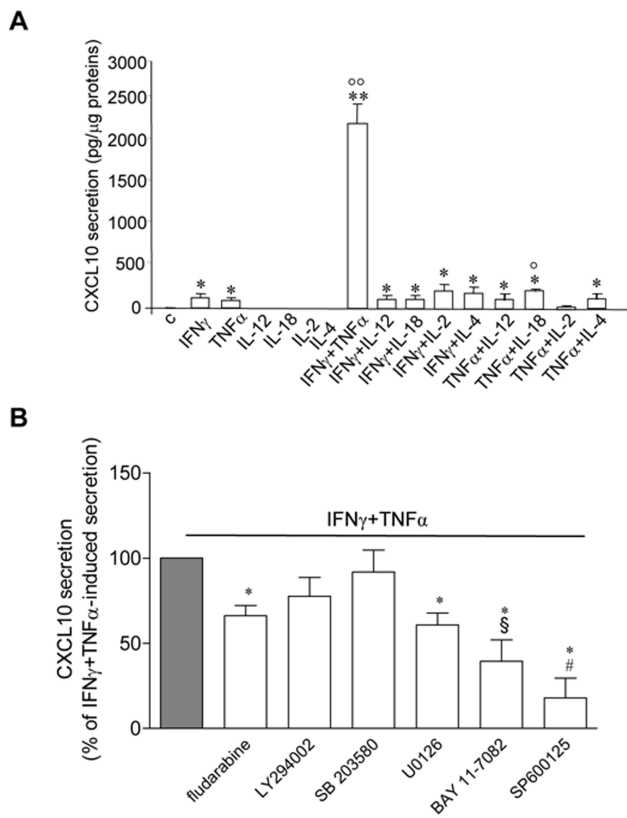 A
CXCL10 secretion (pg/μg proteins)
3000
2500
2000
1500
1000
500
0
°°
**
*
*
*
*
*
*
*
°
*
*
c
IFNγ
TNFα
IL-12
IL-18
IL-2
IL-4
IFNγ+TNFα
IFNγ+IL-12
IFNγ+IL-18
IFNγ+IL-2
IFNγ+IL-4
TNFα+IL-12
TNFα+IL-18
TNFα+IL-2
TNFα+IL-4
B
CXCL10 secretion
(% of IFNγ+TNFα-induced secretion)
150
100
50
0
IFNγ+TNFα
*
*
*
§
*
#
fludarabine
LY294002
SB 203580
U0126
BAY 11-7082
SP600125